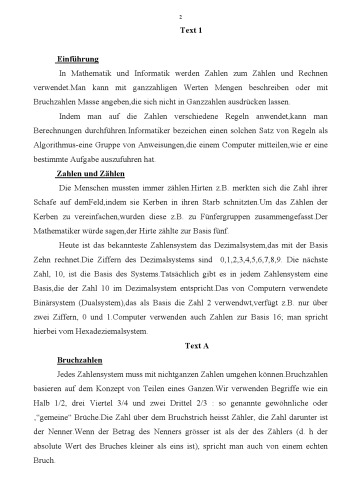 2
Text 1
Einführung
In Mathematik und Informatik werden Zahlen zum Zählen und Rechnen
verwendet.Man kann mit ganzzahligen Werten Mengen beschreiben oder mit
Bruchzahlen Masse angeben,die sich nicht in Ganzzahlen ausdrücken lassen.
Indem man auf die Zahlen verschiedene Regeln anwendet,kann man
Berechnungen durchführen.Informatiker bezeichen einen solchen Satz von Regeln als
Algorithmus-eine Gruppe von Anweisungen,die einem Computer mitteilen,wie er eine
bestimmte Aufgabe auszufuhren hat.
Zahlen und Zählen
Die Menschen mussten immer zählen.Hirten z.B. merkten sich die Zahl ihrer
Schafe auf demFeld,indem sie Kerben in ihren Starb schnitzten.Um das Zählen der
Kerben zu vereinfachen,wurden diese z.B. zu Fünfergruppen zusammengefasst.Der
Mathematiker würde sagen,der Hirte zählte zur Basis fünf.
Heute ist das bekannteste Zahlensystem das Dezimalsystem,das mit der Basis
Zehn rechnet.Die Ziffern des Dezimalsystems sind 0,1,2,3,4,5,6,7,8,9. Die nächste
Zahl, 10, ist die Basis des Systems.Tatsächlich gibt es in jedem Zahlensystem eine
Basis,die der Zahl 10 im Dezimalsystem entspricht.Das von Computern verwendete
Binärsystem (Dualsystem),das als Basis die Zahl 2 verwendwt,verfügt z.B. nur über
zwei Ziffern, 0 und 1.Computer verwenden auch Zahlen zur Basis 16; man spricht
hierbei vom Hexadeziemalsystem.
Text A
Bruchzahlen
Jedes Zahlensystem muss mit nichtganzen Zahlen umgehen können.Bruchzahlen
basieren auf dem Konzept von Teilen eines Ganzen.Wir verwenden Begriffe wie ein
Halb 1/2, drei Viertel 3/4 und zwei Drittel 2/3 : so genannte gewöhnliche oder
„"gemeine" Brüche.Die Zahl über dem Bruchstrich heisst Zähler, die Zahl darunter ist
der Nenner.Wenn der Betrag des Nenners grösser ist als der des Zählers (d. h der
absolute Wert des Bruches kleiner als eins ist), spricht man auch von einem echten
Bruch.